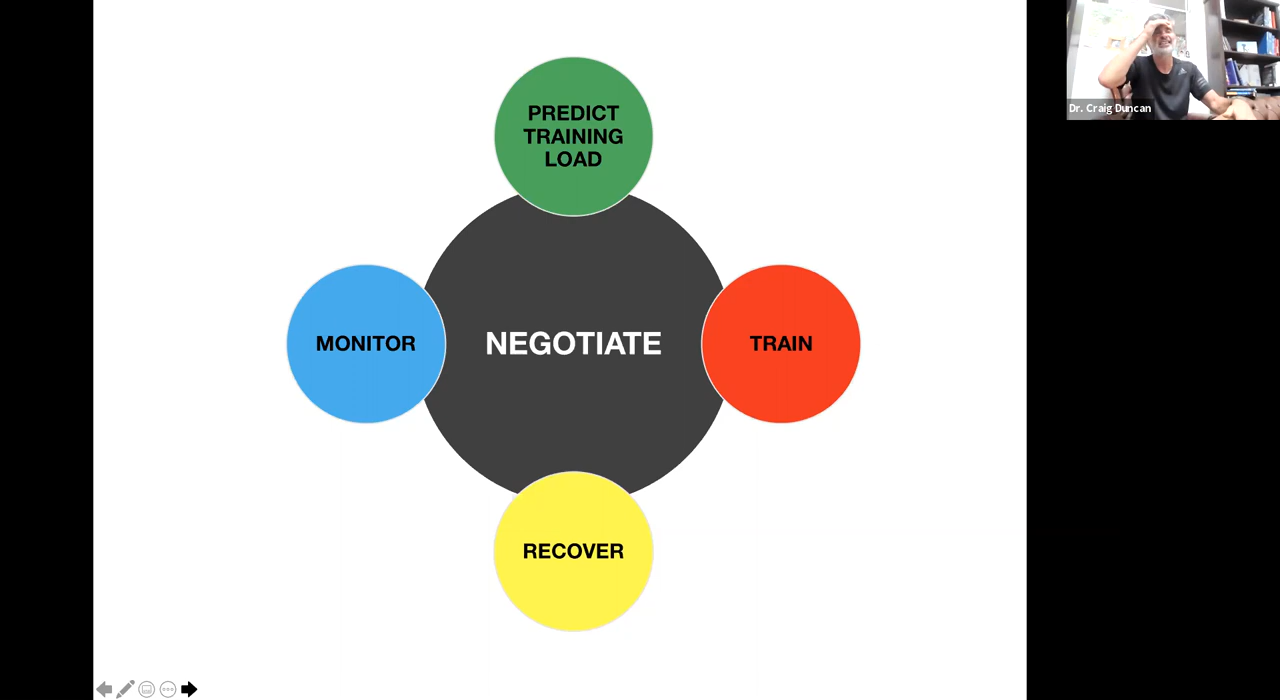 PREDICT
TRAINING
LOAD
MONITOR
NEGOTIATE
TRAIN
RECOVER
Dr. Craig Duncan